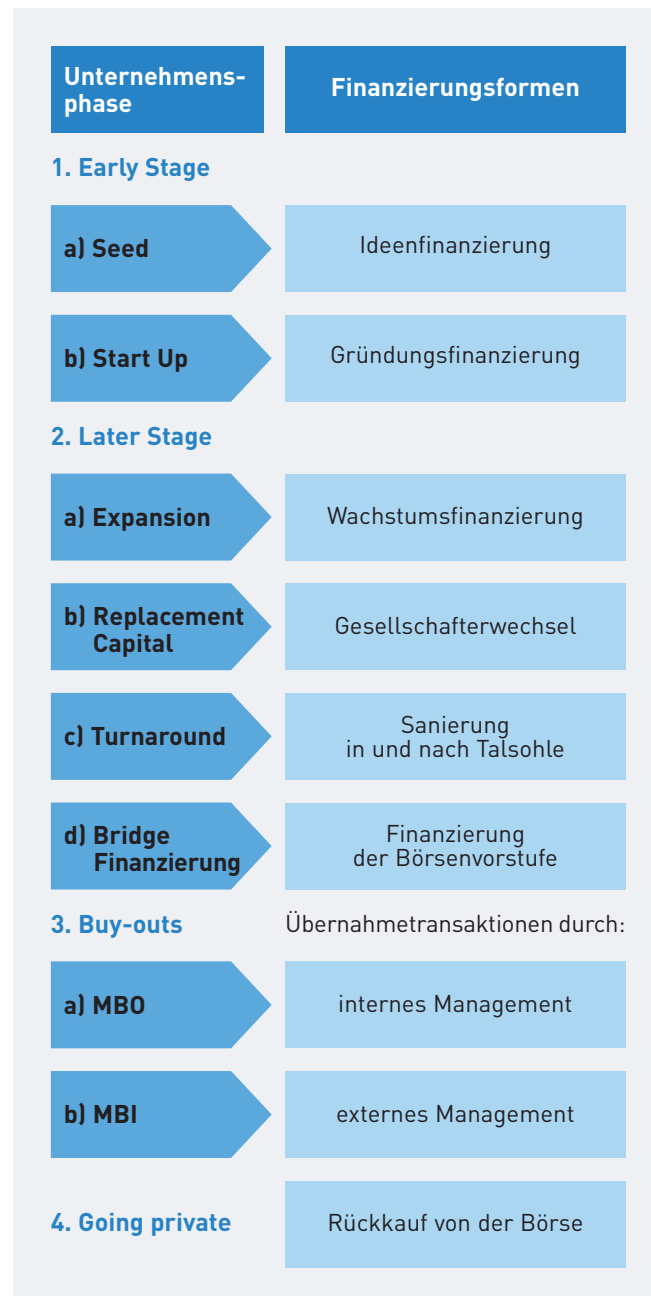 Unternehmens-
phase
Finanzierungsformen
1. Early Stage
a) Seed
Ideenfinanzierung
b) Start Up
Gründungsfinanzierung
2. Later Stage
a) Expansion
Wachstumsfinanzierung
b) Replacement
Capital
Gesellschafterwechsel
c) Turnaround
Sanierung
in und nach Talsohle
d) Bridge
Finanzierung
Finanzierung
der Börsenvorstufe
3. Buy-outs
Übernahmetransaktionen durch:
a) MBO
internes Management
b) MBI
externes Management
4. Going private
Rückkauf von der Börse